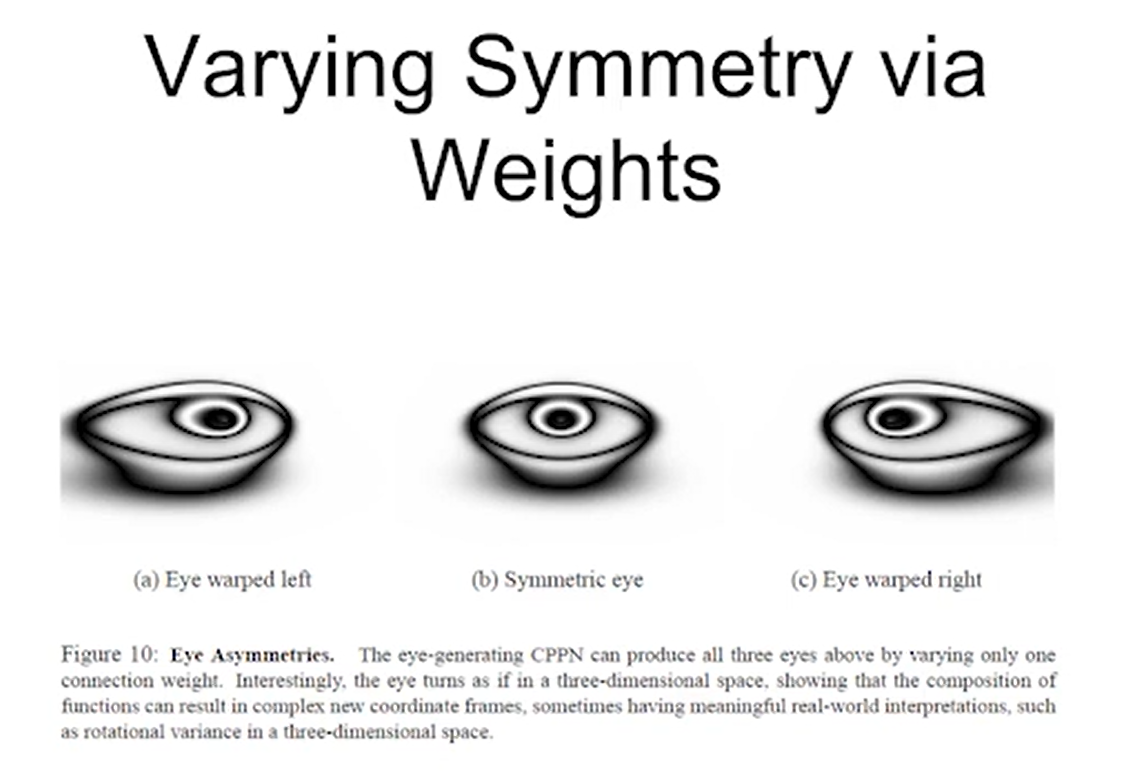 Varying Symmetry via
Weights
(a) Eye warped left
(b) Symmetric eye
(c) Eye warped right
Figure 10: Eye Asymmetries. The eye-generating CPPN can produce all three eyes above by varying only one
connection weight. Interestingly, the eye turns as if in a three-dimensional space, showing that the composition of
functions can result in complex new coordinate frames, sometimes having meaningful real-world interpretations, such
as rotational variance in a three-dimensional space.